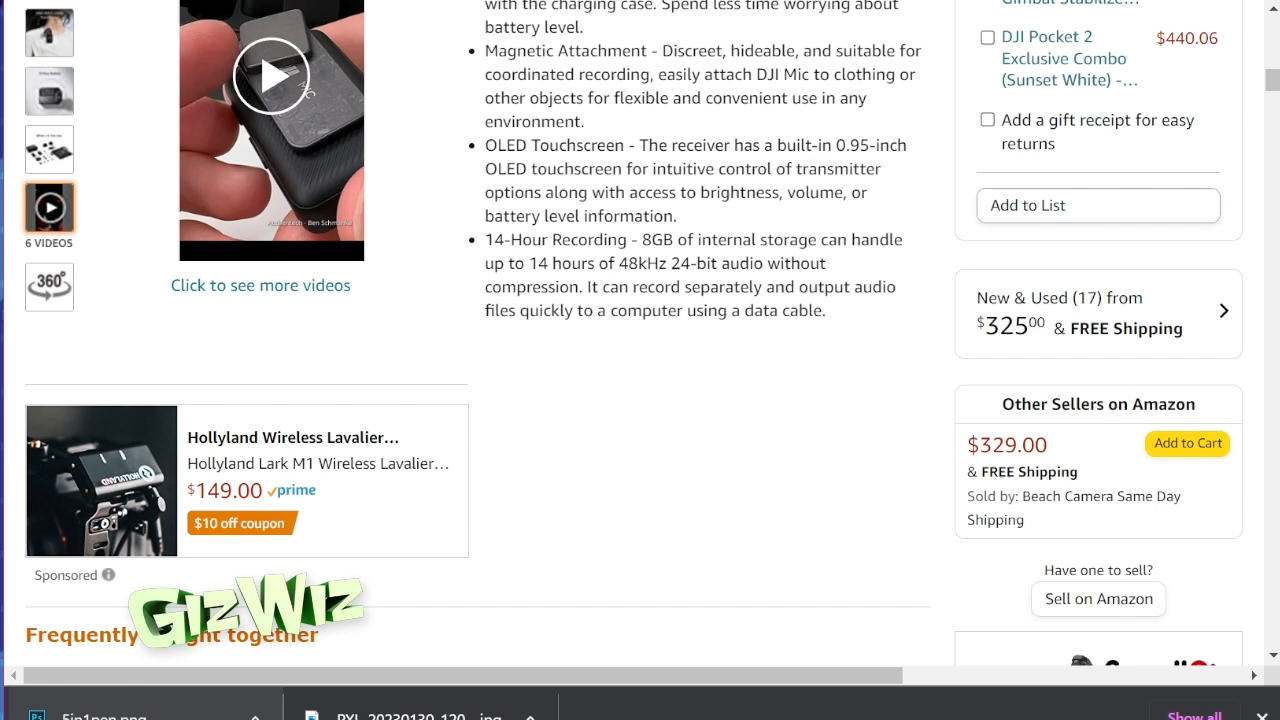 with the charging case. Spend less time worrying about
battery level.
Magnetic Attachment - Discreet, hideable, and suitable for
coordinated recording, easily attach DJI Mic to clothing or
other objects for flexible and convenient use in any
environment.
OLED Touchscreen - The receiver has a built-in 0.95-inch
OLED touchscreen for intuitive control of transmitter
options along with access to brightness, volume, or
battery level information.
14-Hour Recording - 8GB of internal storage can handle
up to 14 hours of 48kHz 24-bit audio without
compression. It can record separately and output audio
files quickly to a computer using a data cable.
MIC
6 VIDEOS
360°
Click to see more videos
Hollyland Wireless Lavalier...
Hollyland Lark M1 Wireless Lavalier...
$149.00 prime
$10 off coupon
HOLLYLAND
Sponsored
GizWiz
Frequently together
Gimbal Stabilize...
DJI Pocket 2 $440.06
Exclusive Combo
(Sunset White) -...
Add a gift receipt for easy
returns
Add to List
New & Used (17) from
$325.00 & FREE Shipping
Other Sellers on Amazon
$329.00 Add to Cart
& FREE Shipping
Sold by: Beach Camera Same Day
Shipping
Have one to sell?
Sell on Amazon
Ps 5in1pen.png
PXL_20230130_120....jpg
Show all